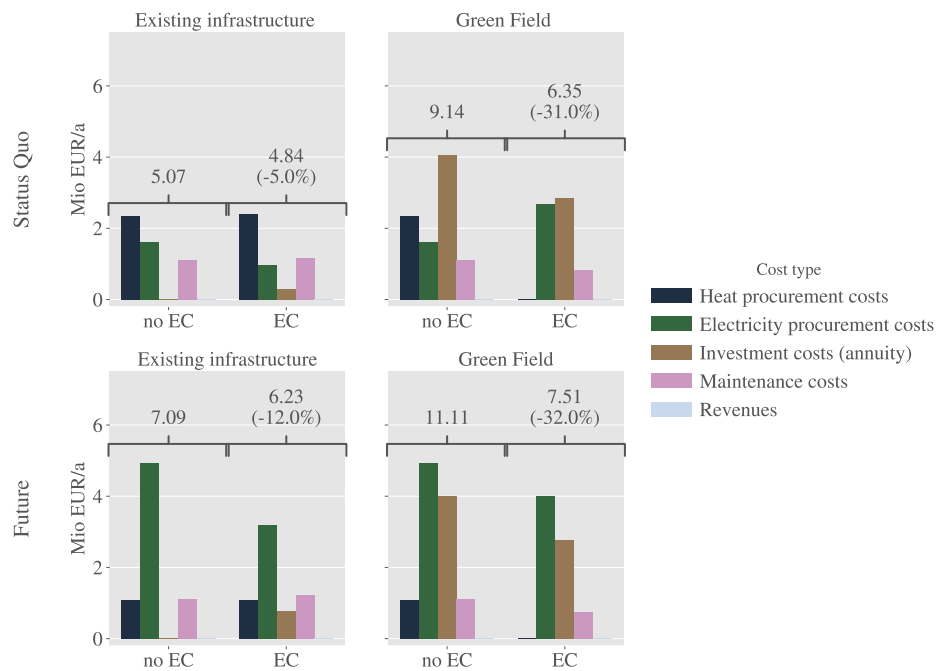 Existing infrastructure
Green Field
Status Quo
Mio EUR/a
6
4
2
0
5.07
4.84
(-5.0%)
9.14
6.35
(-31.0%)
no EC
EC
no EC
EC
Cost type
Heat procurement costs
Electricity procurement costs
Investment costs (annuity)
Maintenance costs
Revenues
Existing infrastructure
Green Field
Future
Mio EUR/a
6
4
2
0
7.09
6.23
(-12.0%)
11.11
7.51
(-32.0%)
no EC
EC
no EC
EC